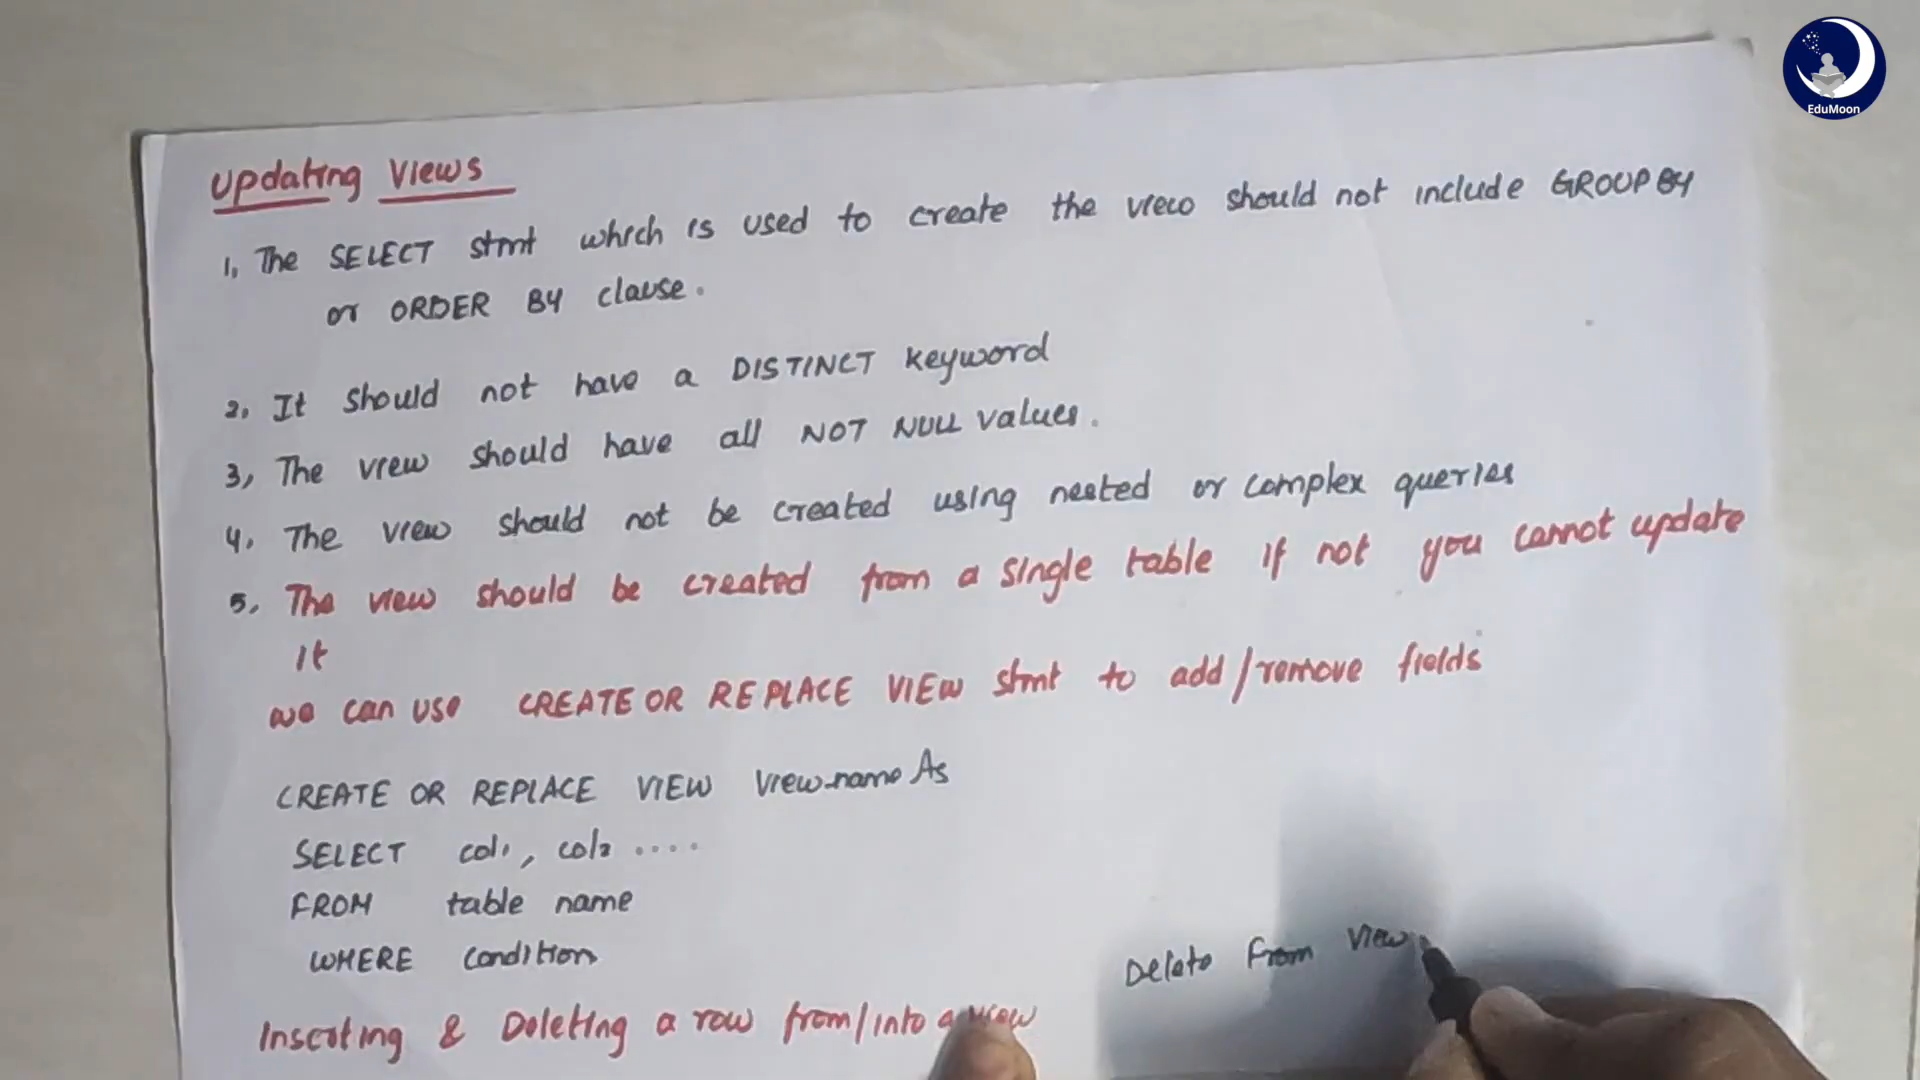 EduMoon
Updating Views
1, The SELECT stmt which is used to create the view should not include GROUP BY
or ORDER BY clause.
2, It should not have a DISTINCT keyword
3, The view should have all NOT NULL values.
4, The view should not be created using nested or complex queries
5, The view should be created from a single table if not you cannot update
it
we can use CREATE OR REPLACE VIEW stmt to add/remove fields
CREATE OR REPLACE VIEW View-name As
SELECT col1, col2 ....
FROM table name
WHERE condition
Delete from view
Inserting & Deleting a row from/into a view